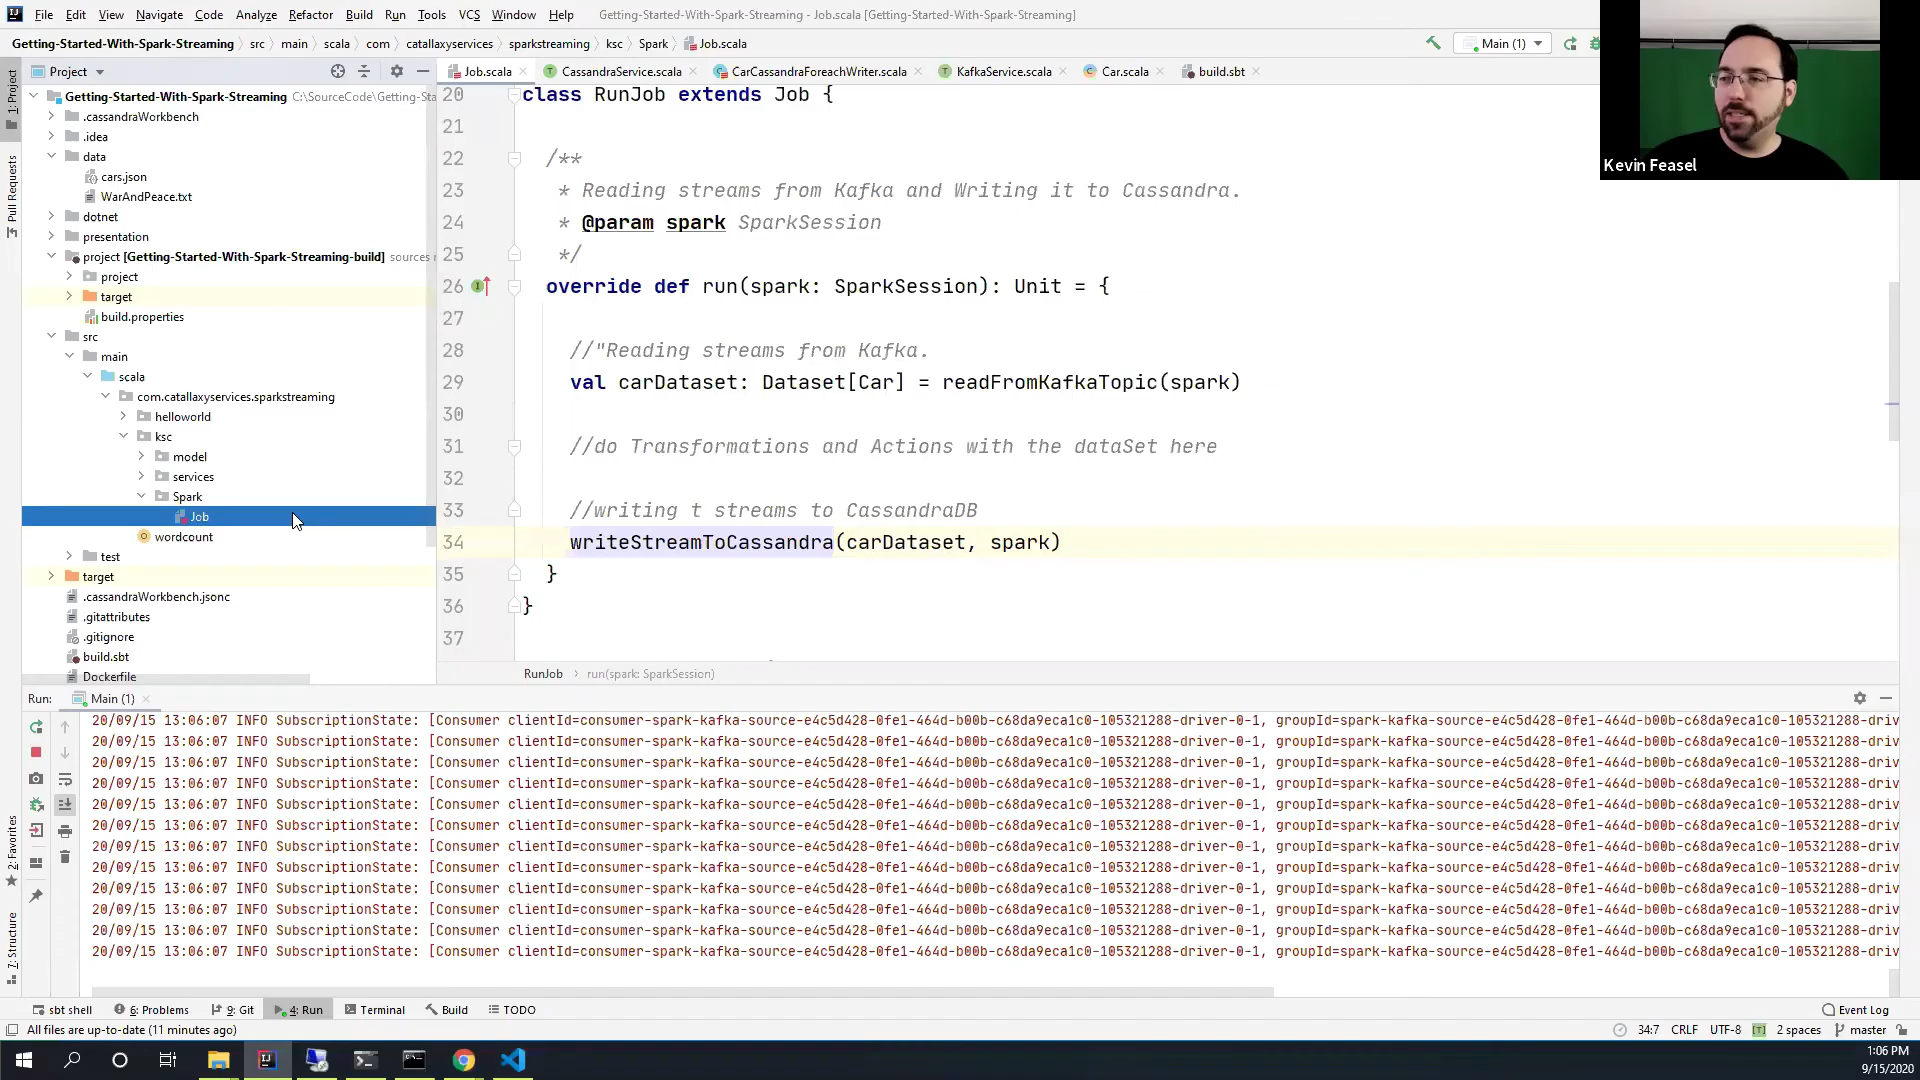 File Edit View Navigate Code Analyze Refactor Build Run Tools VCS Window Help Getting-Started-With-Spark-Streaming - Job.scala [Getting-Started-With-Spark-Streaming]
Getting-Started-With-Spark-Streaming src main scala com catallaxyservices sparkstreaming ksc Spark Job.scala Main (1)
Project Job.scala CassandraService.scala CarCassandraForeachWriter.scala KafkaService.scala Car.scala build.sbt
1: Project
Pull Requests
2: Favorites
7: Structure
Getting-Started-With-Spark-Streaming C:\SourceCode\Getting-Sta
.cassandraWorkbench
.idea
data
cars.json
WarAndPeace.txt
dotnet
presentation
project [Getting-Started-With-Spark-Streaming-build] sources r
project
target
build.properties
src
main
scala
com.catallaxyservices.sparkstreaming
helloworld
ksc
model
services
Spark
Job
wordcount
test
target
.cassandraWorkbench.jsonc
.gitattributes
.gitignore
build.sbt
Dockerfile
20 class RunJob extends Job {
21
22 /**
23 * Reading streams from Kafka and Writing it to Cassandra.
24 * @param spark SparkSession
25 */
26 override def run(spark: SparkSession): Unit = {
27
28 //"Reading streams from Kafka.
29 val carDataset: Dataset[Car] = readFromKafkaTopic(spark)
30
31 //do Transformations and Actions with the dataSet here
32
33 //writing t streams to CassandraDB
34 writeStreamToCassandra(carDataset, spark)
35 }
36 }
37
RunJob run(spark: SparkSession)
Kevin Feasel
Run: Main (1)
20/09/15 13:06:07 INFO SubscriptionState: [Consumer clientId=consumer-spark-kafka-source-e4c5d428-0fe1-464d-b00b-c68da9eca1c0-105321288-driver-0-1, groupId=spark-kafka-source-e4c5d428-0fe1-464d-b00b-c68da9eca1c0-105321288-driv
20/09/15 13:06:07 INFO SubscriptionState: [Consumer clientId=consumer-spark-kafka-source-e4c5d428-0fe1-464d-b00b-c68da9eca1c0-105321288-driver-0-1, groupId=spark-kafka-source-e4c5d428-0fe1-464d-b00b-c68da9eca1c0-105321288-driv
20/09/15 13:06:07 INFO SubscriptionState: [Consumer clientId=consumer-spark-kafka-source-e4c5d428-0fe1-464d-b00b-c68da9eca1c0-105321288-driver-0-1, groupId=spark-kafka-source-e4c5d428-0fe1-464d-b00b-c68da9eca1c0-105321288-driv
20/09/15 13:06:07 INFO SubscriptionState: [Consumer clientId=consumer-spark-kafka-source-e4c5d428-0fe1-464d-b00b-c68da9eca1c0-105321288-driver-0-1, groupId=spark-kafka-source-e4c5d428-0fe1-464d-b00b-c68da9eca1c0-105321288-driv
20/09/15 13:06:07 INFO SubscriptionState: [Consumer clientId=consumer-spark-kafka-source-e4c5d428-0fe1-464d-b00b-c68da9eca1c0-105321288-driver-0-1, groupId=spark-kafka-source-e4c5d428-0fe1-464d-b00b-c68da9eca1c0-105321288-driv
20/09/15 13:06:07 INFO SubscriptionState: [Consumer clientId=consumer-spark-kafka-source-e4c5d428-0fe1-464d-b00b-c68da9eca1c0-105321288-driver-0-1, groupId=spark-kafka-source-e4c5d428-0fe1-464d-b00b-c68da9eca1c0-105321288-driv
20/09/15 13:06:07 INFO SubscriptionState: [Consumer clientId=consumer-spark-kafka-source-e4c5d428-0fe1-464d-b00b-c68da9eca1c0-105321288-driver-0-1, groupId=spark-kafka-source-e4c5d428-0fe1-464d-b00b-c68da9eca1c0-105321288-driv
20/09/15 13:06:07 INFO SubscriptionState: [Consumer clientId=consumer-spark-kafka-source-e4c5d428-0fe1-464d-b00b-c68da9eca1c0-105321288-driver-0-1, groupId=spark-kafka-source-e4c5d428-0fe1-464d-b00b-c68da9eca1c0-105321288-driv
20/09/15 13:06:07 INFO SubscriptionState: [Consumer clientId=consumer-spark-kafka-source-e4c5d428-0fe1-464d-b00b-c68da9eca1c0-105321288-driver-0-1, groupId=spark-kafka-source-e4c5d428-0fe1-464d-b00b-c68da9eca1c0-105321288-driv
20/09/15 13:06:07 INFO SubscriptionState: [Consumer clientId=consumer-spark-kafka-source-e4c5d428-0fe1-464d-b00b-c68da9eca1c0-105321288-driver-0-1, groupId=spark-kafka-source-e4c5d428-0fe1-464d-b00b-c68da9eca1c0-105321288-driv
20/09/15 13:06:07 INFO SubscriptionState: [Consumer clientId=consumer-spark-kafka-source-e4c5d428-0fe1-464d-b00b-c68da9eca1c0-105321288-driver-0-1, groupId=spark-kafka-source-e4c5d428-0fe1-464d-b00b-c68da9eca1c0-105321288-driv
20/09/15 13:06:07 INFO SubscriptionState: [Consumer clientId=consumer-spark-kafka-source-e4c5d428-0fe1-464d-b00b-c68da9eca1c0-105321288-driver-0-1, groupId=spark-kafka-source-e4c5d428-0fe1-464d-b00b-c68da9eca1c0-105321288-driv
sbt shell 6: Problems 9: Git 4: Run Terminal Build TODO Event Log
All files are up-to-date (11 minutes ago) 34:7 CRLF UTF-8 [T] 2 spaces master
1:06 PM
9/15/2020